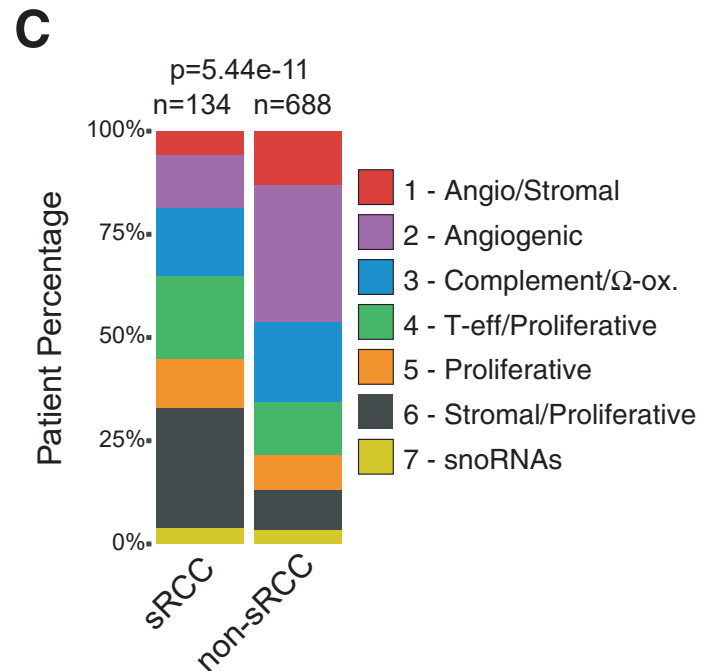 C
p=5.44e-11
n=134 n=688
Patient Percentage
100%
75%
50%
25%
0%
sRCC
non-sRCC
1 - Angio/Stromal
2 - Angiogenic
3 - Complement/Ω-ox.
4 - T-eff/Proliferative
5 - Proliferative
6 - Stromal/Proliferative
7 - snoRNAs